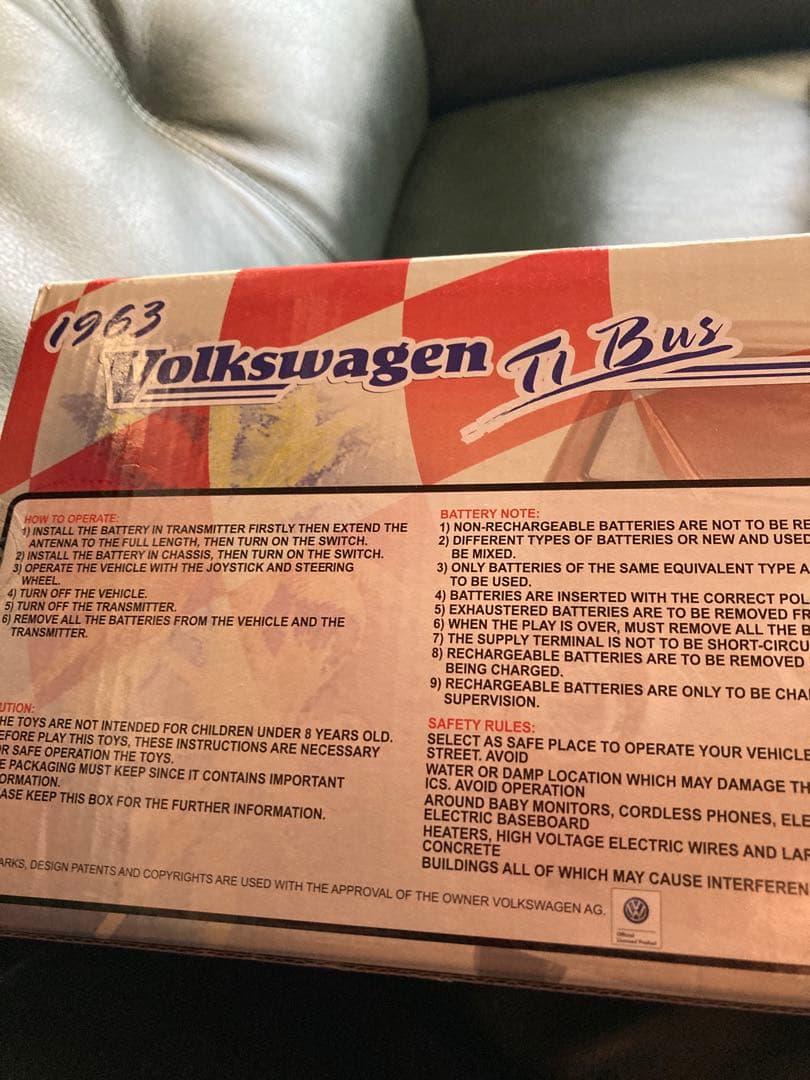 1963
Volkswagen T1 Bus
HOW TO OPERATE:
1) INSTALL THE BATTERY IN TRANSMITTER FIRSTLY THEN EXTEND THE
ANTENNA TO THE FULL LENGTH, THEN TURN ON THE SWITCH.
2) INSTALL THE BATTERY IN CHASSIS, THEN TURN ON THE SWITCH.
3) OPERATE THE VEHICLE WITH THE JOYSTICK AND STEERING
WHEEL.
4) TURN OFF THE VEHICLE.
5) TURN OFF THE TRANSMITTER.
6) REMOVE ALL THE BATTERIES FROM THE VEHICLE AND THE
TRANSMITTER.
UTION:
HE TOYS ARE NOT INTENDED FOR CHILDREN UNDER 8 YEARS OLD.
EFORE PLAY THIS TOYS, THESE INSTRUCTIONS ARE NECESSARY
OR SAFE OPERATION THE TOYS.
E PACKAGING MUST KEEP SINCE IT CONTAINS IMPORTANT
ORMATION.
ASE KEEP THIS BOX FOR THE FURTHER INFORMATION.
BATTERY NOTE:
1) NON-RECHARGEABLE BATTERIES ARE NOT TO BE RE
2) DIFFERENT TYPES OF BATTERIES OR NEW AND USED
BE MIXED.
3) ONLY BATTERIES OF THE SAME EQUIVALENT TYPE A
TO BE USED.
4) BATTERIES ARE INSERTED WITH THE CORRECT POL
5) EXHAUSTERED BATTERIES ARE TO BE REMOVED FR
6) WHEN THE PLAY IS OVER, MUST REMOVE ALL THE B
7) THE SUPPLY TERMINAL IS NOT TO BE SHORT-CIRCU
8) RECHARGEABLE BATTERIES ARE TO BE REMOVED
BEING CHARGED.
9) RECHARGEABLE BATTERIES ARE ONLY TO BE CHA
SUPERVISION.
SAFETY RULES:
SELECT AS SAFE PLACE TO OPERATE YOUR VEHICLE
STREET. AVOID
WATER OR DAMP LOCATION WHICH MAY DAMAGE TH
ICS. AVOID OPERATION
AROUND BABY MONITORS, CORDLESS PHONES, ELE
ELECTRIC BASEBOARD
HEATERS, HIGH VOLTAGE ELECTRIC WIRES AND LAR
CONCRETE
BUILDINGS ALL OF WHICH MAY CAUSE INTERFEREN
ARKS, DESIGN PATENTS AND COPYRIGHTS ARE USED WITH THE APPROVAL OF THE OWNER VOLKSWAGEN AG.
Official
Licensed Product